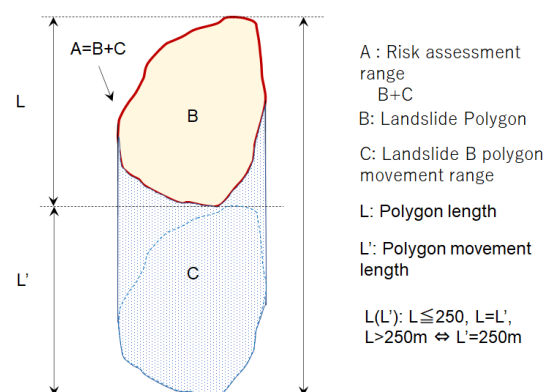 A=B+C
L
B
L’
C
A : Risk assessment
range
B+C
B: Landslide Polygon
C: Landslide B polygon
movement range
L: Polygon length
L’: Polygon movement
length
L(L’): L≦250, L=L’,
L>250m ⇔ L’=250m